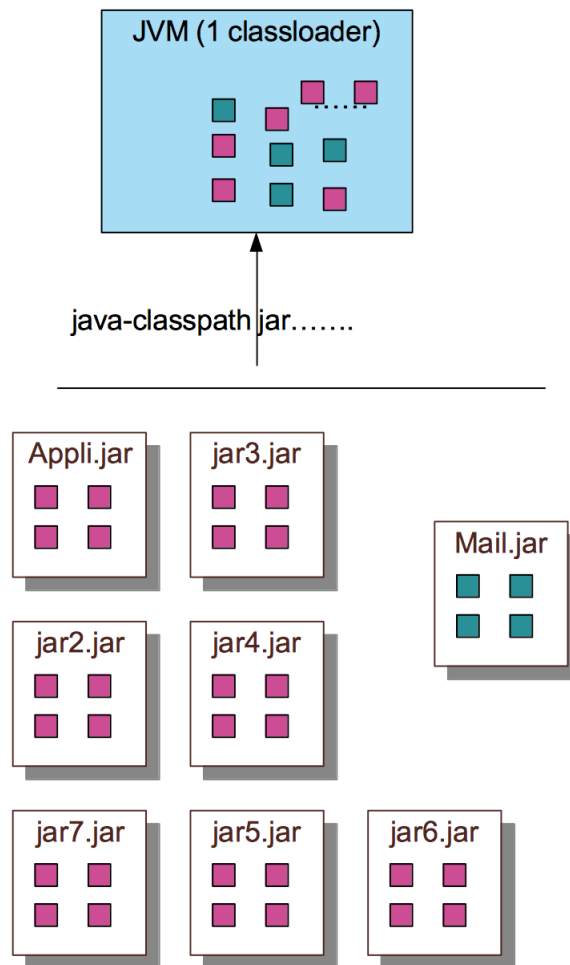 JVM (1 classloader)
java-classpath jar.......
Appli.jar
jar3.jar
Mail.jar
jar2.jar
jar4.jar
jar7.jar
jar5.jar
jar6.jar